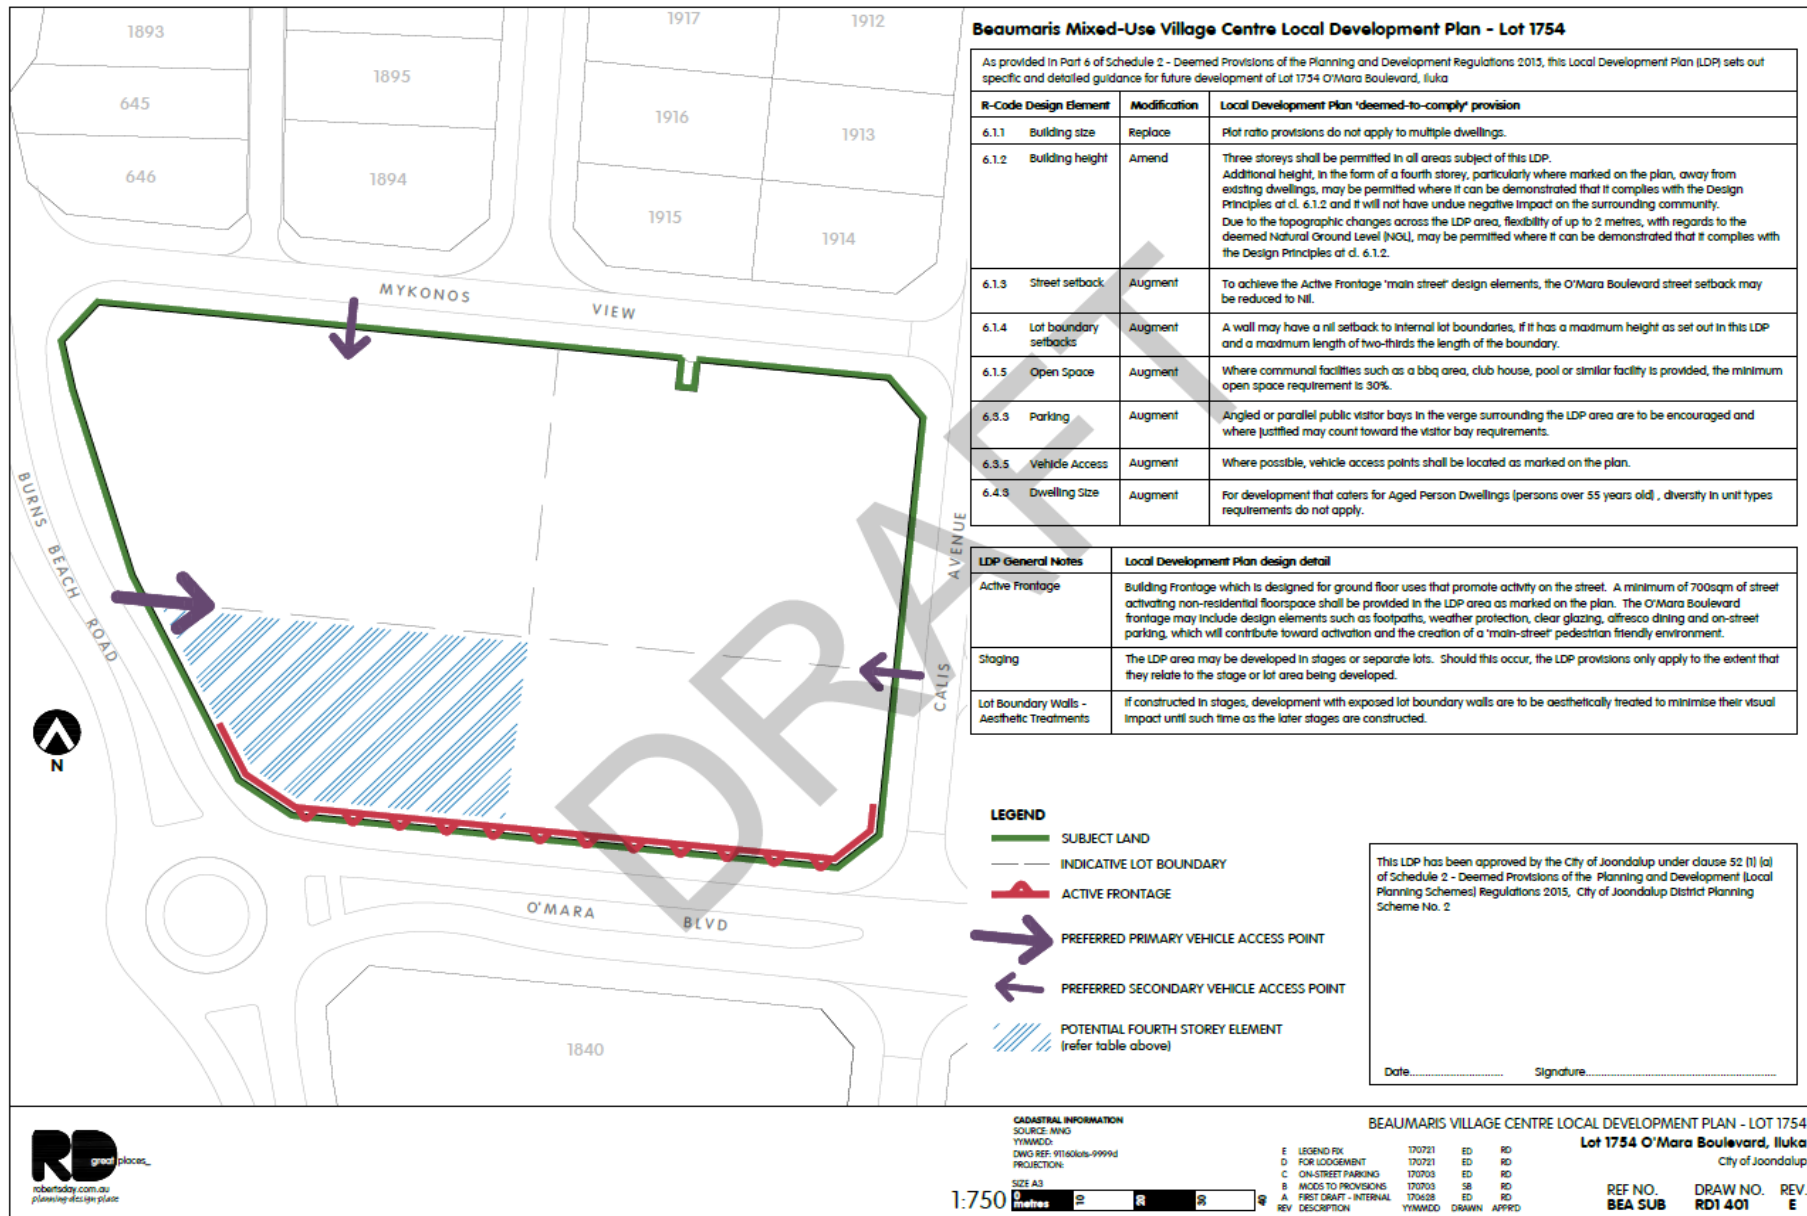 1893
1895
645
646
1894
1917
1912
1916
1913
1915
1914
MYKONOS VIEW
BURNS BEACH ROAD
CALIS AVENUE
O'MARA BLVD
1840
N
DRAFT
Beaumaris Mixed-Use Village Centre Local Development Plan - Lot 1754
As provided in Part 6 of Schedule 2 - Deemed Provisions of the Planning and Development Regulations 2015, this Local Development Plan (LDP) sets out
specific and detailed guidance for future development of Lot 1754 O'Mara Boulevard, Iluka
R-Code Design Element Modification Local Development Plan 'deemed-to-comply' provision
6.1.1 Building size Replace Plot ratio provisions do not apply to multiple dwellings.
6.1.2 Building height Amend Three storeys shall be permitted in all areas subject of this LDP.
Additional height, in the form of a fourth storey, particularly where marked on the plan, away from
existing dwellings, may be permitted where it can be demonstrated that it complies with the Design
Principles at cl. 6.1.2 and it will not have undue negative impact on the surrounding community.
Due to the topographic changes across the LDP area, flexibility of up to 2 metres, with regards to the
deemed Natural Ground Level (NGL), may be permitted where it can be demonstrated that it complies with
the Design Principles at cl. 6.1.2.
6.1.3 Street setback Augment To achieve the Active Frontage 'main street' design elements, the O'Mara Boulevard street setback may
be reduced to Nil.
6.1.4 Lot boundary setbacks Augment A wall may have a nil setback to internal lot boundaries, if it has a maximum height as set out in this LDP
and a maximum length of two-thirds the length of the boundary.
6.1.5 Open Space Augment Where communal facilities such as a bbq area, club house, pool or similar facility is provided, the minimum
open space requirement is 30%.
6.3.3 Parking Augment Angled or parallel public visitor bays in the verge surrounding the LDP area are to be encouraged and
where justified may count toward the visitor bay requirements.
6.3.5 Vehicle Access Augment Where possible, vehicle access points shall be located as marked on the plan.
6.4.3 Dwelling Size Augment For development that caters for Aged Person Dwellings (persons over 55 years old) , diversity in unit types
requirements do not apply.
LDP General Notes Local Development Plan design detail
Active Frontage Building Frontage which is designed for ground floor uses that promote activity on the street. A minimum of 700sqm of street
activating non-residential floorspace shall be provided in the LDP area as marked on the plan. The O'Mara Boulevard
frontage may include design elements such as footpaths, weather protection, clear glazing, alfresco dining and on-street
parking, which will contribute toward activation and the creation of a 'main-street' pedestrian friendly environment.
Staging The LDP area may be developed in stages or separate lots. Should this occur, the LDP provisions only apply to the extent that
they relate to the stage or lot area being developed.
Lot Boundary Walls - Aesthetic Treatments If constructed in stages, development with exposed lot boundary walls are to be aesthetically treated to minimise their visual
impact until such time as the later stages are constructed.
LEGEND
SUBJECT LAND
INDICATIVE LOT BOUNDARY
ACTIVE FRONTAGE
PREFERRED PRIMARY VEHICLE ACCESS POINT
PREFERRED SECONDARY VEHICLE ACCESS POINT
POTENTIAL FOURTH STOREY ELEMENT
(refer table above)
This LDP has been approved by the City of Joondalup under clause 52 (1) (a)
of Schedule 2 - Deemed Provisions of the Planning and Development (Local
Planning Schemes) Regulations 2015, City of Joondalup District Planning
Scheme No. 2
Date.............................. Signature..............................................................
RD great places_
robertsday.com.au
planning·design·place
CADASTRAL INFORMATION
SOURCE: MNG
YYMMDD:
DWG REF: 91160lots-9999d
PROJECTION:
SIZE A3
1:750 0 metres 10 20 30 40
E LEGEND FIX 170721 ED RD
D FOR LODGEMENT 170721 ED RD
C ON-STREET PARKING 170703 ED RD
B MODS TO PROVISIONS 170703 SB RD
A FIRST DRAFT - INTERNAL 170628 ED RD
REV DESCRIPTION YYMMDD DRAWN APPR'D
BEAUMARIS VILLAGE CENTRE LOCAL DEVELOPMENT PLAN - LOT 1754
Lot 1754 O'Mara Boulevard, Iluka
City of Joondalup
REF NO. DRAW NO. REV.
BEA SUB RD1 401 E